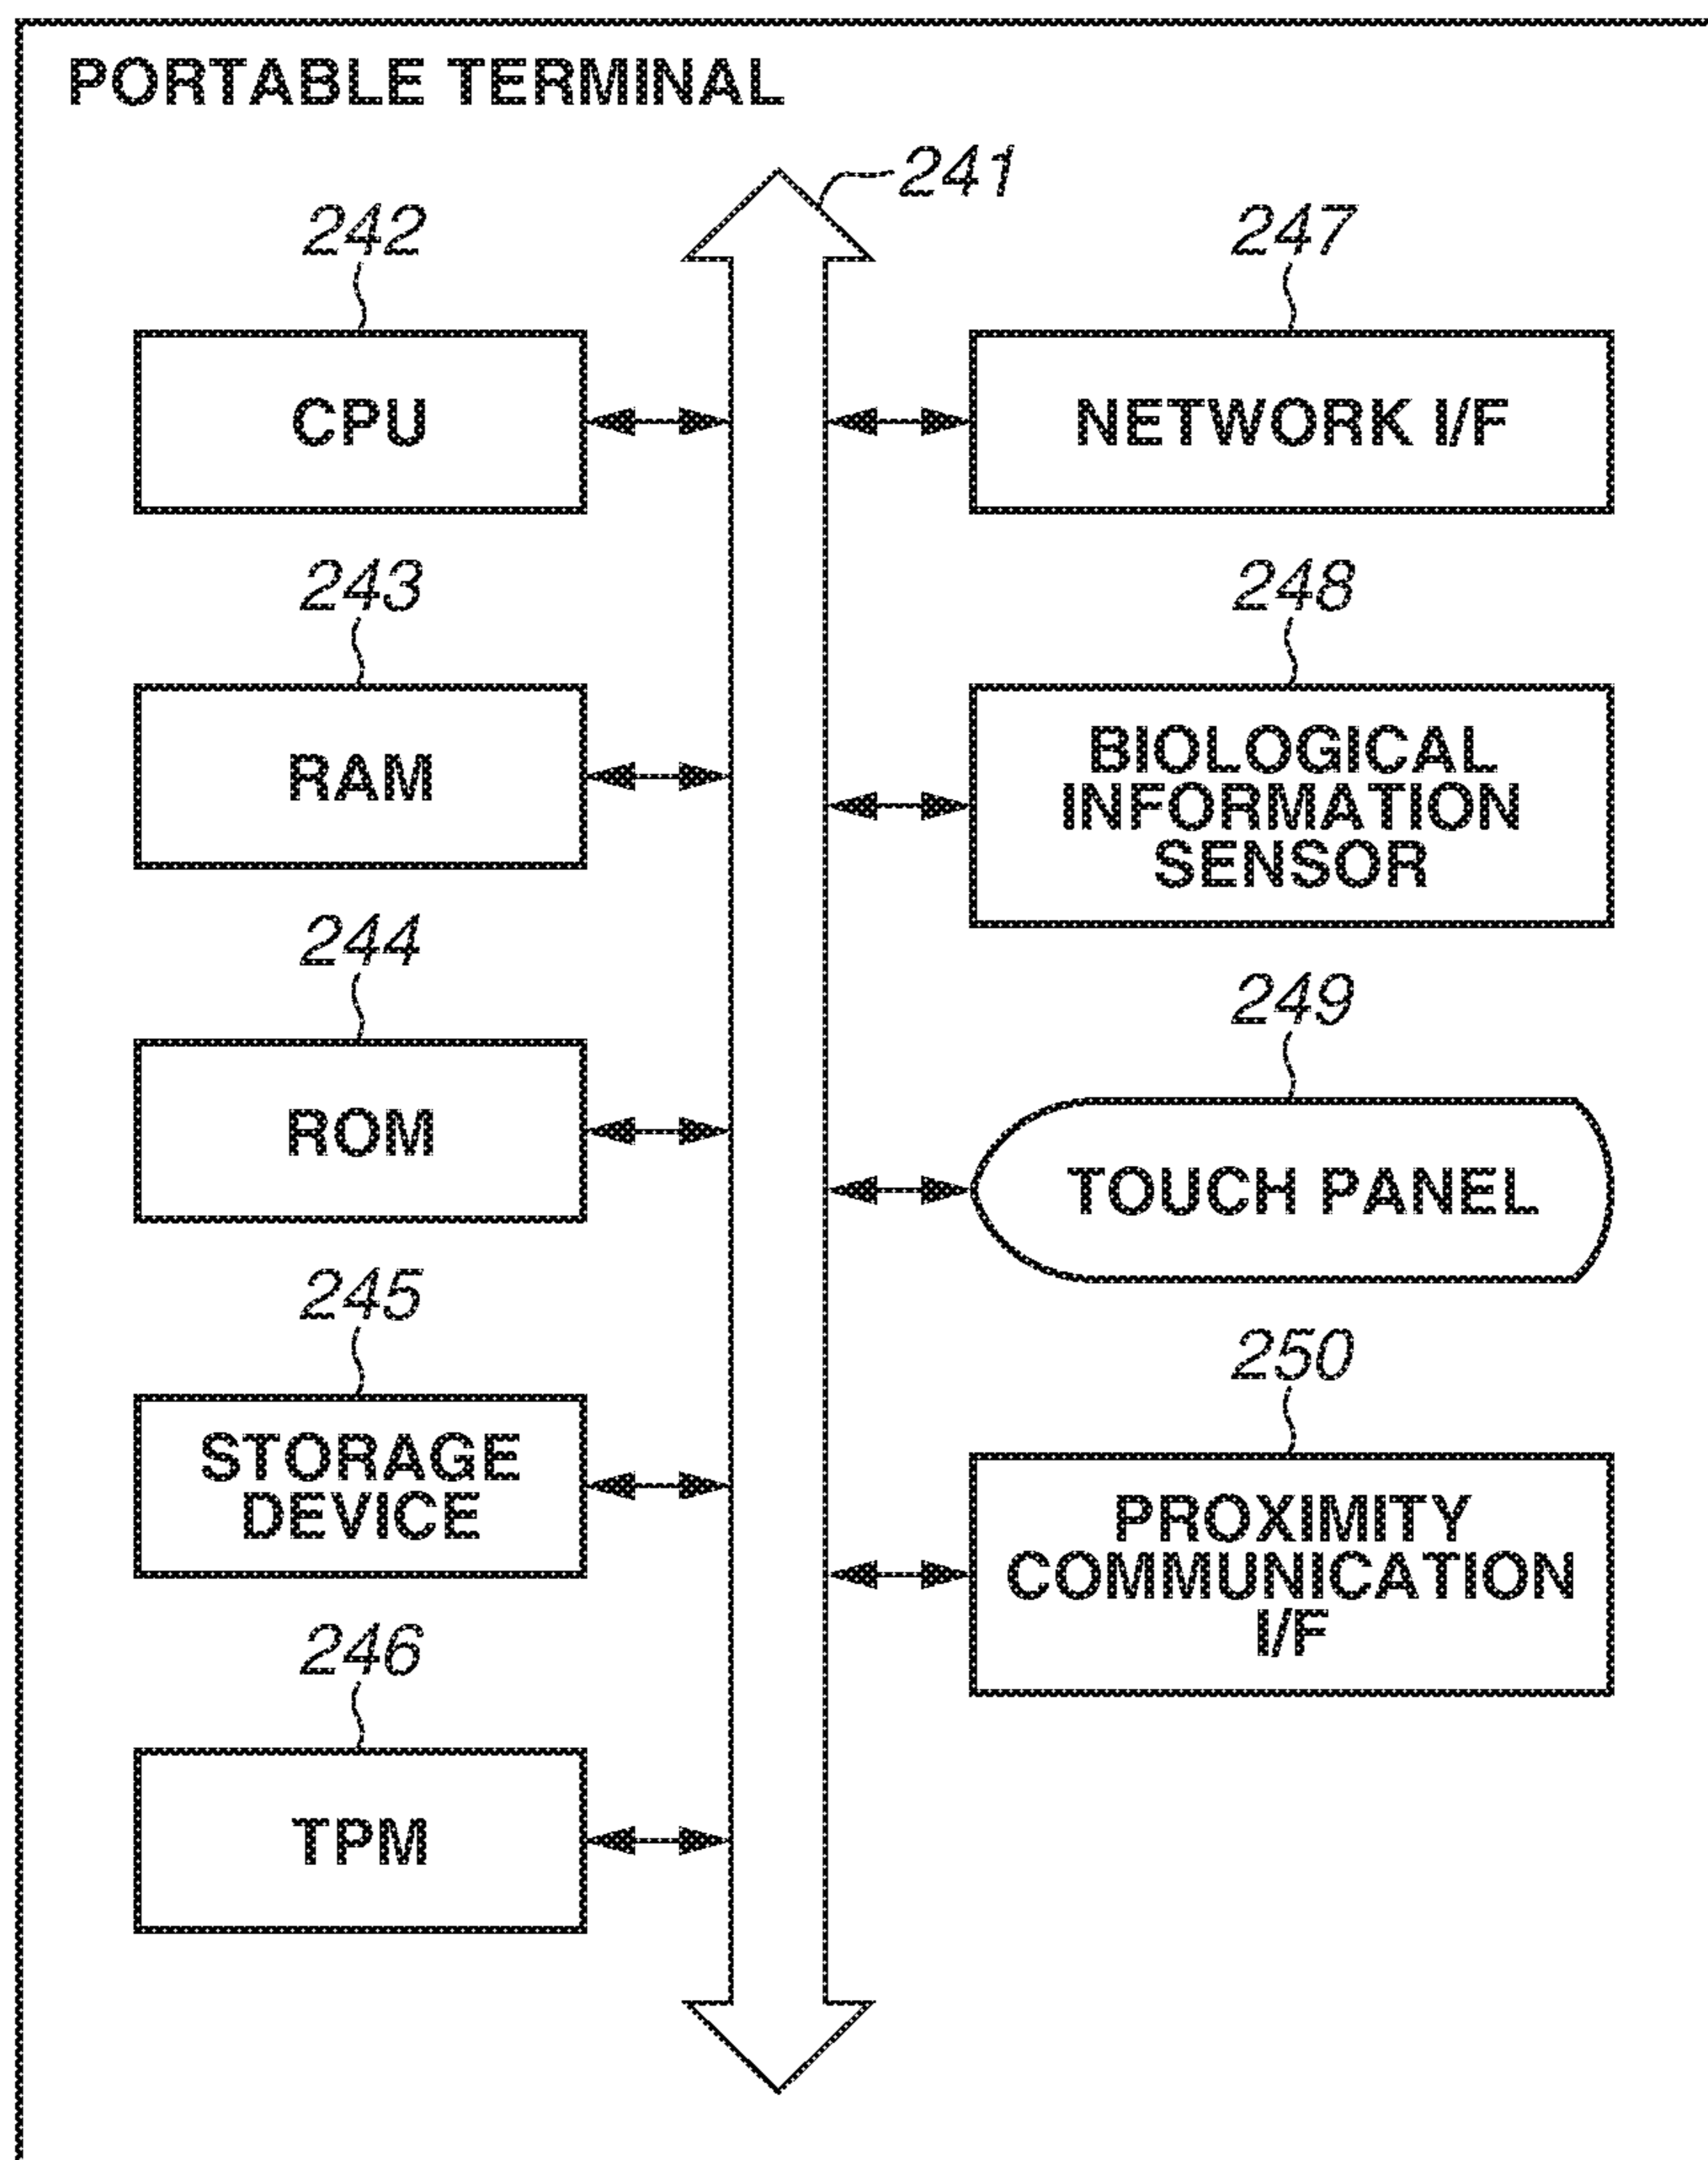 PORTABLE TERMINAL
241
242
CPU
243
RAM
244
ROM
245
STORAGE
DEVICE
246
TPM
247
NETWORK I/F
248
BIOLOGICAL
INFORMATION
SENSOR
249
TOUCH PANEL
250
PROXIMITY
COMMUNICATION
I/F